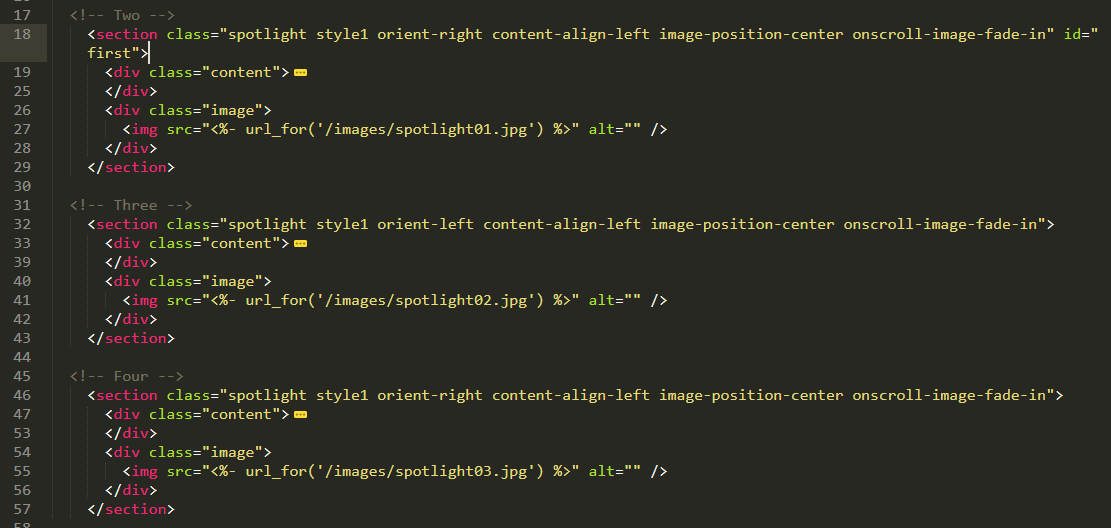 17 <!-- Two -->
18 <section class="spotlight style1 orient-right content-align-left image-position-center onscroll-image-fade-in" id="
first">
19 <div class="content">
25 </div>
26 <div class="image">
27 <img src="<%- url_for('/images/spotlight01.jpg') %>" alt="" />
28 </div>
29 </section>
30
31 <!-- Three -->
32 <section class="spotlight style1 orient-left content-align-left image-position-center onscroll-image-fade-in">
33 <div class="content">
39 </div>
40 <div class="image">
41 <img src="<%- url_for('/images/spotlight02.jpg') %>" alt="" />
42 </div>
43 </section>
44
45 <!-- Four -->
46 <section class="spotlight style1 orient-right content-align-left image-position-center onscroll-image-fade-in">
47 <div class="content">
53 </div>
54 <div class="image">
55 <img src="<%- url_for('/images/spotlight03.jpg') %>" alt="" />
56 </div>
57 </section>